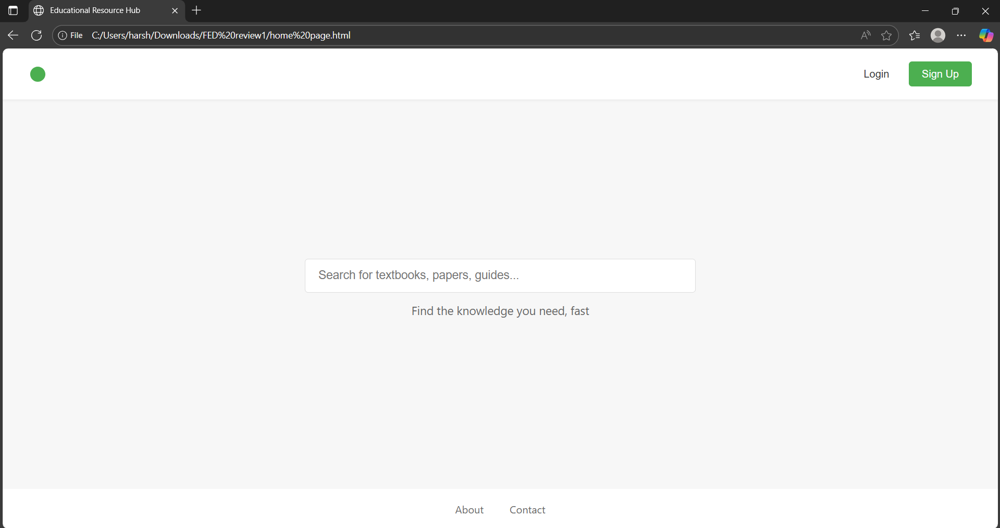 Educational Resource Hub
File C:/Users/harsh/Downloads/FED%20review1/home%20page.html
Login Sign Up
Search for textbooks, papers, guides...
Find the knowledge you need, fast
About Contact